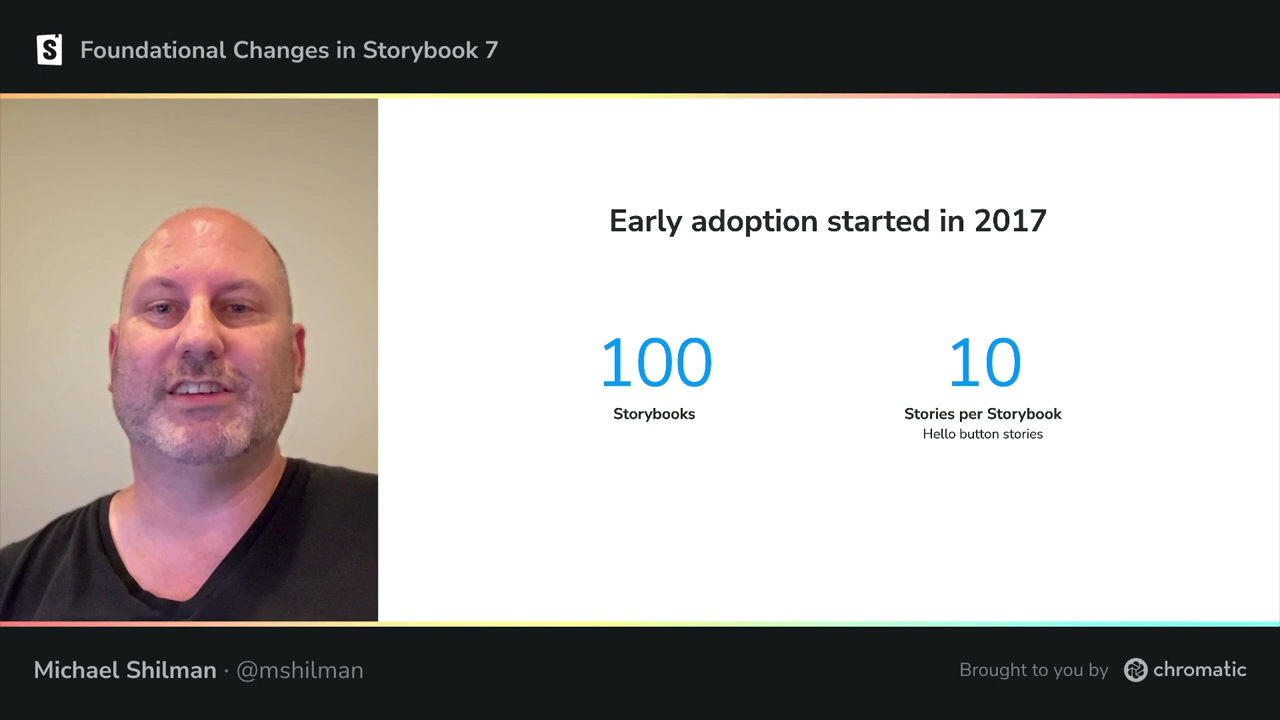 S
Foundational Changes in Storybook 7
Early adoption started in 2017
100
Storybooks
10
Stories per Storybook
Hello button stories
Michael Shilman · @mshilman
Brought to you by chromatic